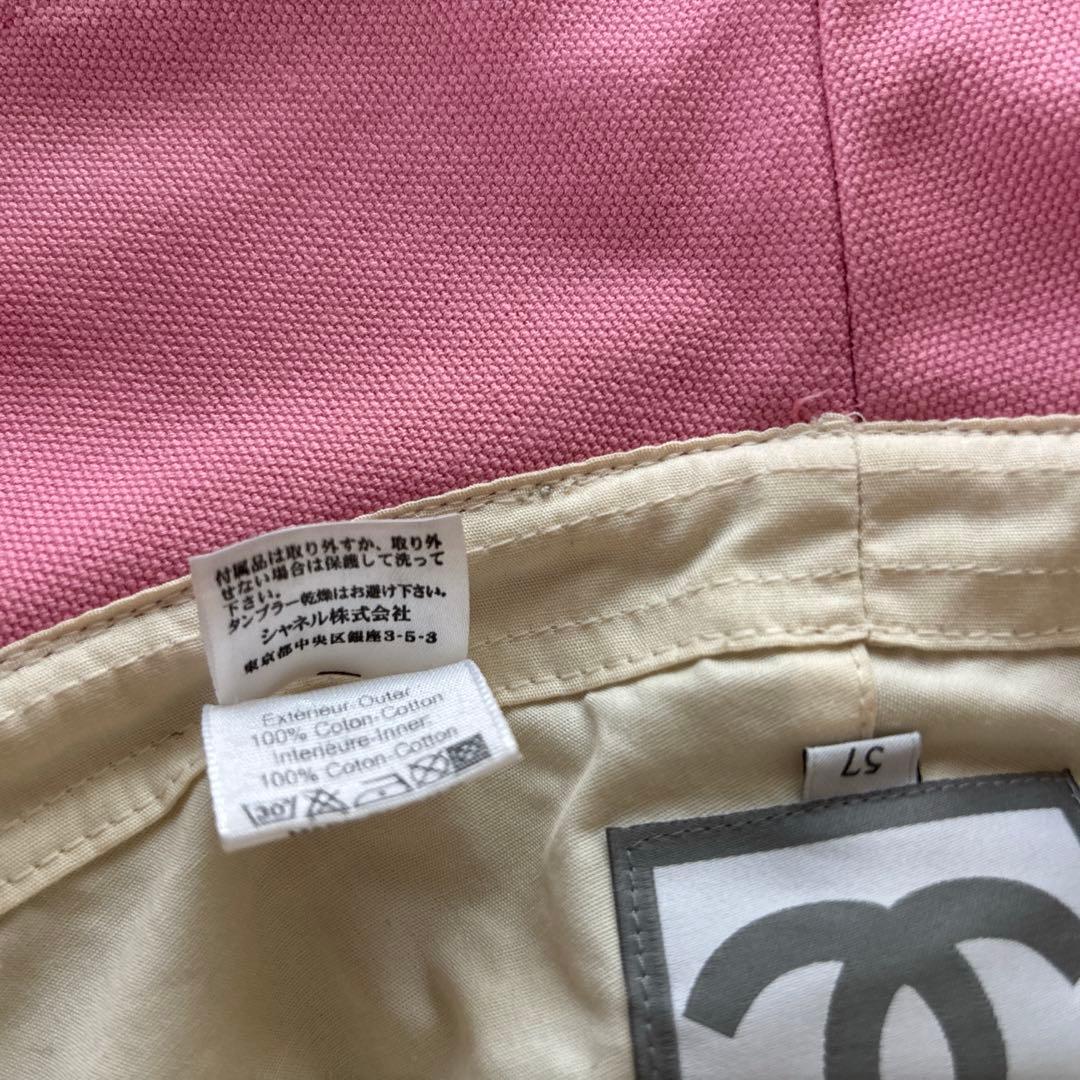 付属品は取り外すか、取り外
せない場合は保護して洗って
下さい。
タンブラー乾燥はお避け下さい。
シャネル株式会社
東京都中央区銀座3-5-3
Extérieur-Outer
100% Coton-Cotton
Interieure-Inner
100% Coton-Cotton
30°
57